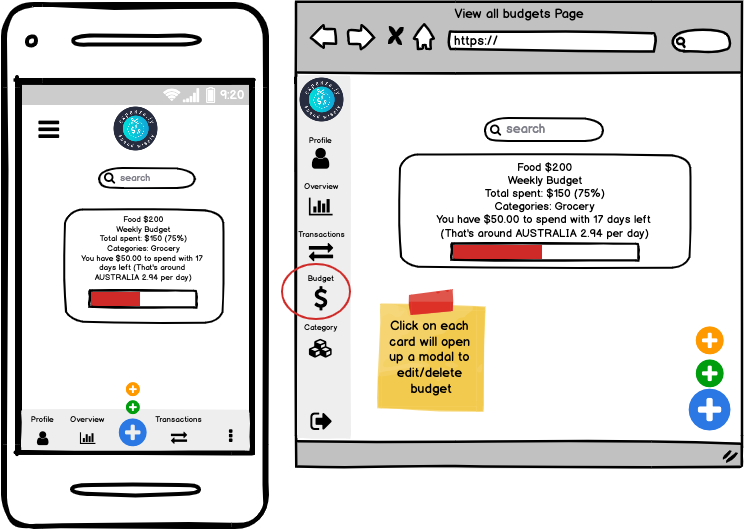 9:20
search
Food $200
Weekly Budget
Total spent: $150 (75%)
Categories: Grocery
You have $50.00 to spend with 17
days left (That's around
AUSTRALIA 2.94 per day)
Profile
Overview
Transactions
View all budgets Page
https://
Profile
Overview
Transactions
Budget
Category
search
Food $200
Weekly Budget
Total spent: $150 (75%)
Categories: Grocery
You have $50.00 to spend with 17 days left
(That's around AUSTRALIA 2.94 per day)
Click on each
card will open
up a modal to
edit/delete
budget